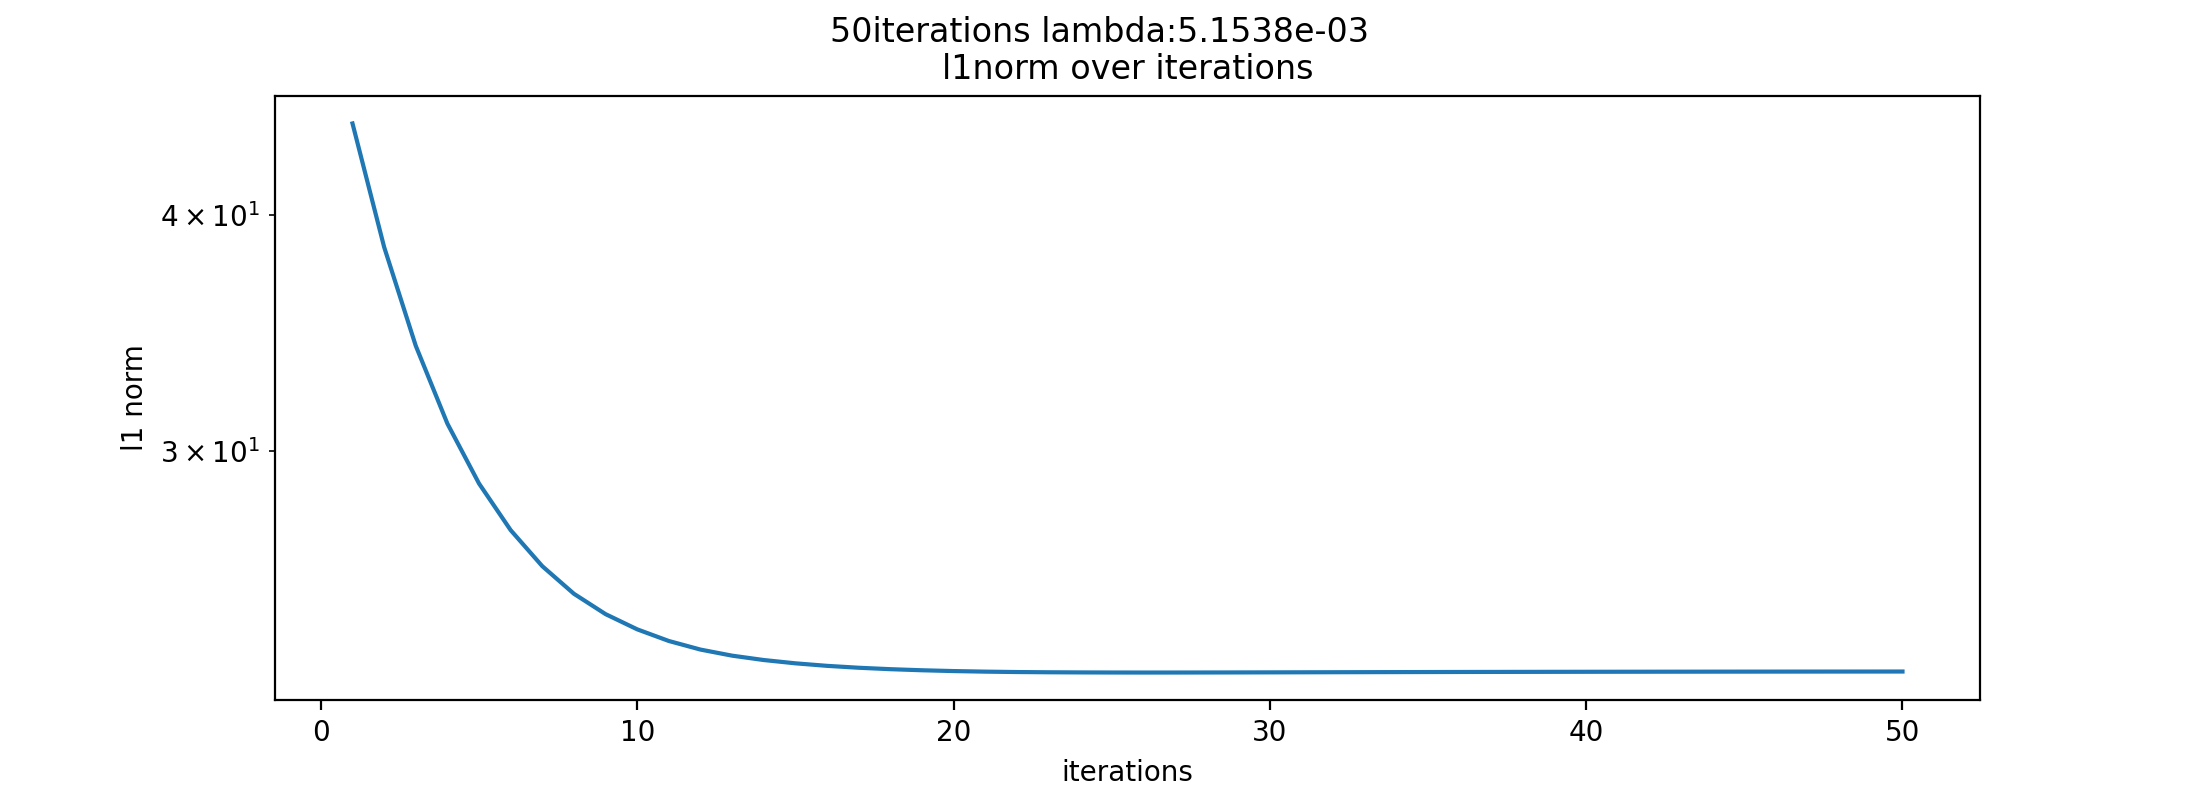 50iterations lambda:5.1538e-03
l1norm over iterations
4 × 10¹
3 × 10¹
l1 norm
0 10 20 30 40 50
iterations